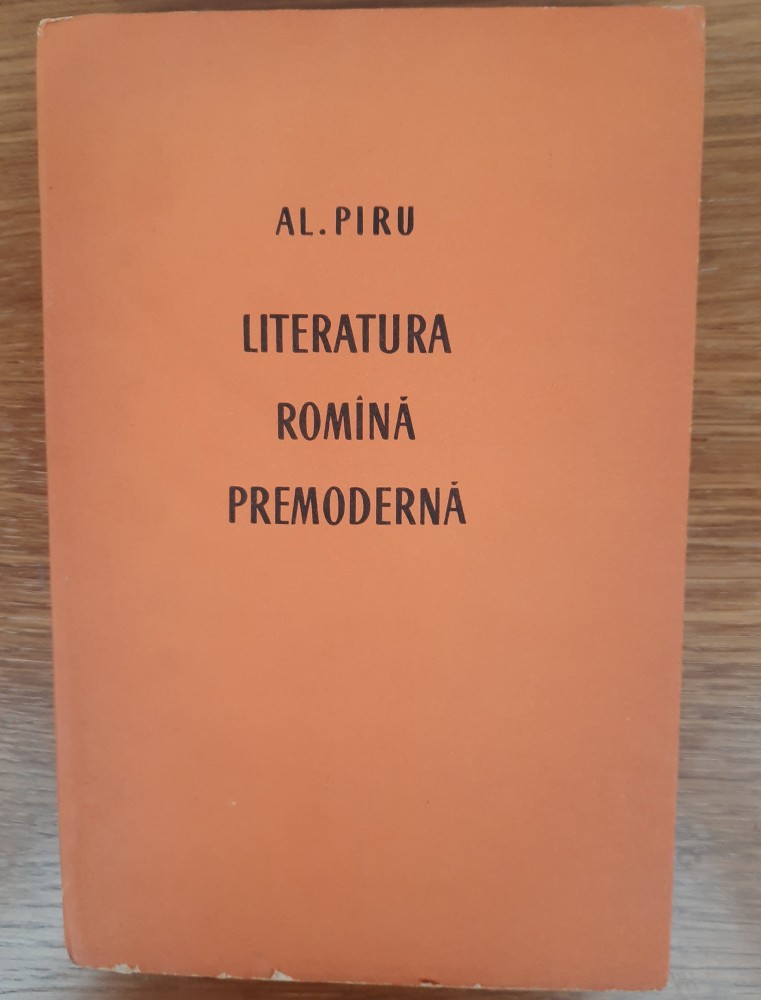 AL. PIRU
LITERATURA
ROMÎNĂ
PREMODERNĂ